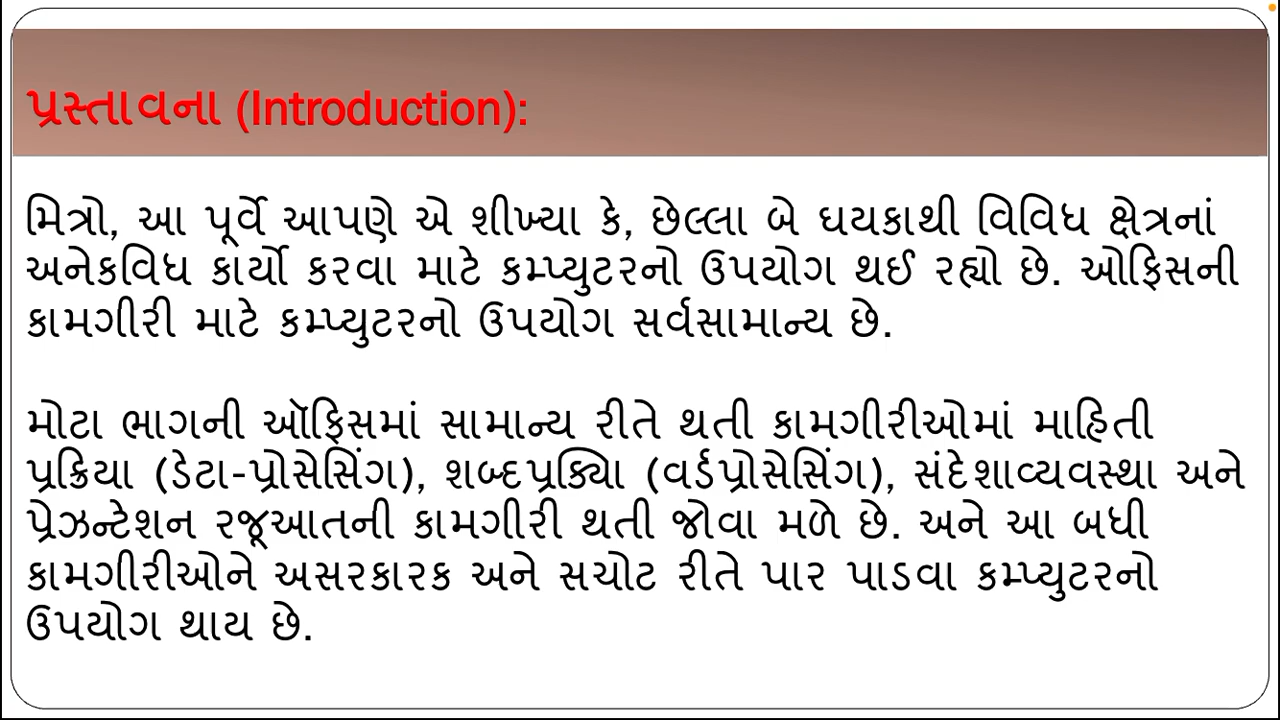 પ્રસ્તાવના (Introduction):
મિત્રો, આ પૂર્વે આપણે એ શીખ્યા કે, છેલ્લા બે ઘયકાથી વિવિધ ક્ષેત્રનાં
અનેકવિધ કાર્યો કરવા માટે કમ્પ્યુટરનો ઉપયોગ થઈ રહ્યો છે. ઓફિસની
કામગીરી માટે કમ્પ્યુટરનો ઉપયોગ સર્વસામાન્ય છે.
મોટા ભાગની ઑફિસમાં સામાન્ય રીતે થતી કામગીરીઓમાં માહિતી
પ્રક્રિયા (ડેટા-પ્રોસેસિંગ), શબ્દપ્રક્યિા (વર્ડપ્રોસેસિંગ), સંદેશાવ્યવસ્થા અને
પ્રેઝન્ટેશન રજૂઆતની કામગીરી થતી જોવા મળે છે. અને આ બધી
કામગીરીઓને અસરકારક અને સચોટ રીતે પાર પાડવા કમ્પ્યુટરનો
ઉપયોગ થાય છે.